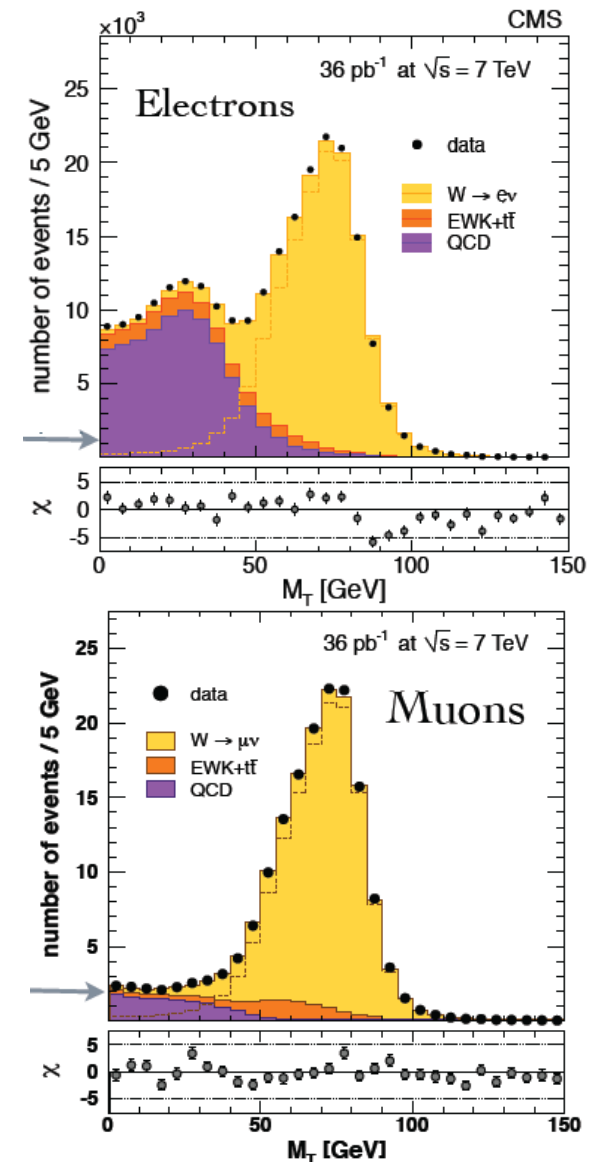 ×10³ CMS
36 pb⁻¹ at √s = 7 TeV
Electrons
data
W → eν
EWK+tt̅
QCD
number of events / 5 GeV
25
20
15
10
5
χ
5
0
-5
0 50 100 150
M_T [GeV]
36 pb⁻¹ at √s = 7 TeV
data
Muons
W → μν
EWK+tt̅
QCD
number of events / 5 GeV
25
20
15
10
5
χ
5
0
-5
0 50 100 150
M_T [GeV]